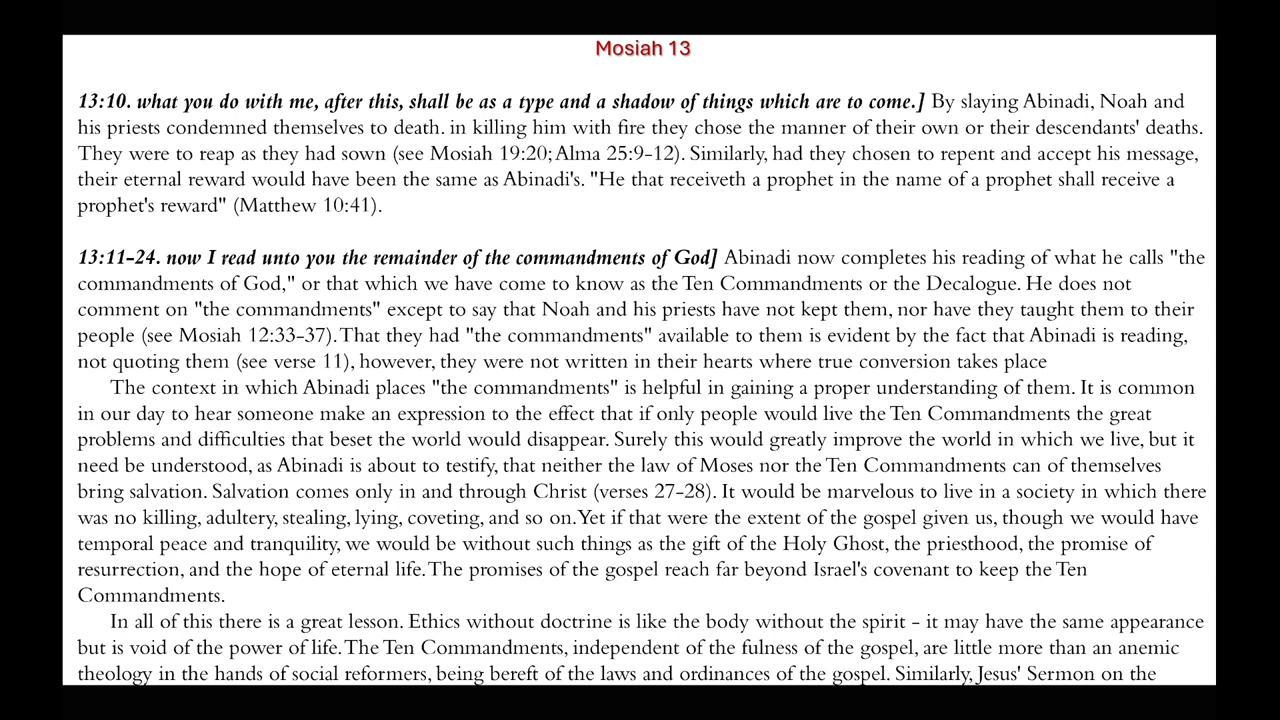 Mosiah 13
13:10. what you do with me, after this, shall be as a type and a shadow of things which are to come.] By slaying Abinadi, Noah and
his priests condemned themselves to death. in killing him with fire they chose the manner of their own or their descendants' deaths.
They were to reap as they had sown (see Mosiah 19:20; Alma 25:9-12). Similarly, had they chosen to repent and accept his message,
their eternal reward would have been the same as Abinadi's. "He that receiveth a prophet in the name of a prophet shall receive a
prophet's reward" (Matthew 10:41).
13:11-24. now I read unto you the remainder of the commandments of God] Abinadi now completes his reading of what he calls "the
commandments of God," or that which we have come to know as the Ten Commandments or the Decalogue. He does not
comment on "the commandments" except to say that Noah and his priests have not kept them, nor have they taught them to their
people (see Mosiah 12:33-37). That they had "the commandments" available to them is evident by the fact that Abinadi is reading,
not quoting them (see verse 11), however, they were not written in their hearts where true conversion takes place
The context in which Abinadi places "the commandments" is helpful in gaining a proper understanding of them. It is common
in our day to hear someone make an expression to the effect that if only people would live the Ten Commandments the great
problems and difficulties that beset the world would disappear. Surely this would greatly improve the world in which we live, but it
need be understood, as Abinadi is about to testify, that neither the law of Moses nor the Ten Commandments can of themselves
bring salvation. Salvation comes only in and through Christ (verses 27-28). It would be marvelous to live in a society in which there
was no killing, adultery, stealing, lying, coveting, and so on. Yet if that were the extent of the gospel given us, though we would have
temporal peace and tranquility, we would be without such things as the gift of the Holy Ghost, the priesthood, the promise of
resurrection, and the hope of eternal life. The promises of the gospel reach far beyond Israel's covenant to keep the Ten
Commandments.
In all of this there is a great lesson. Ethics without doctrine is like the body without the spirit - it may have the same appearance
but is void of the power of life. The Ten Commandments, independent of the fulness of the gospel, are little more than an anemic
theology in the hands of social reformers, being bereft of the laws and ordinances of the gospel. Similarly, Jesus' Sermon on the